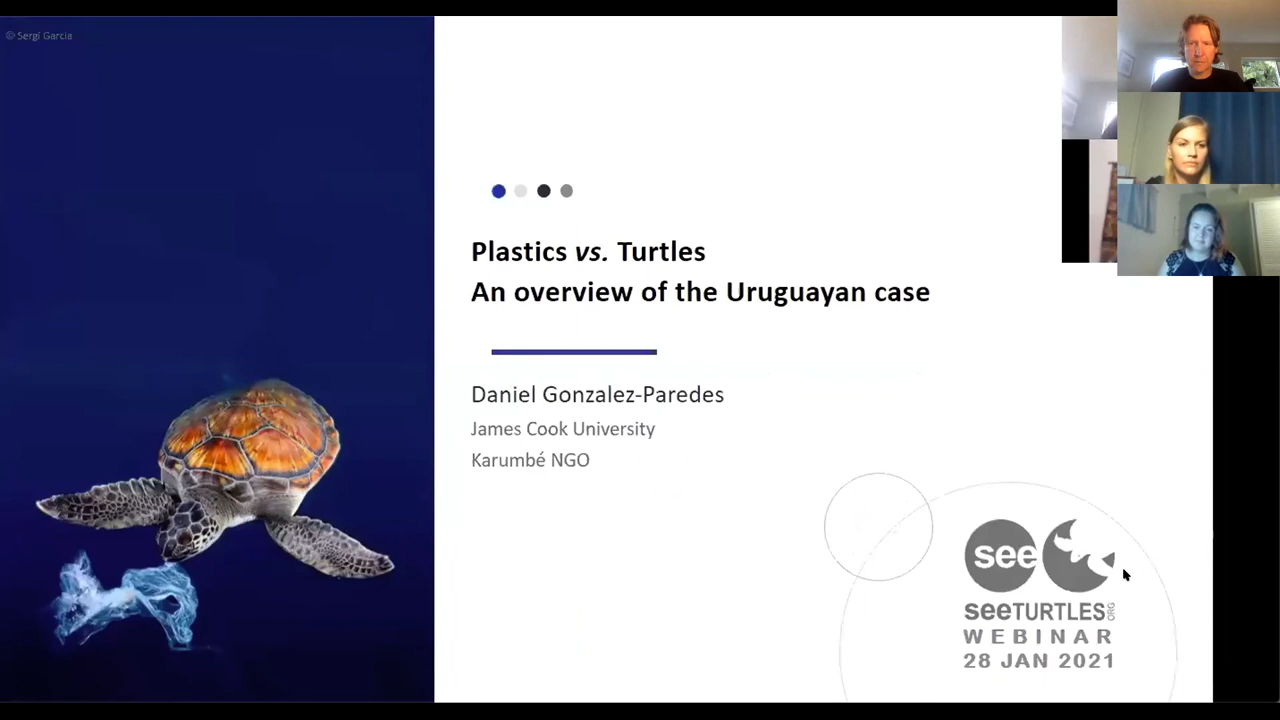 © Sergí Garcia
Plastics vs. Turtles
An overview of the Uruguayan case
Daniel Gonzalez-Paredes
James Cook University
Karumbé NGO
see
seeTURTLES.ORG
WEBINAR
28 JAN 2021